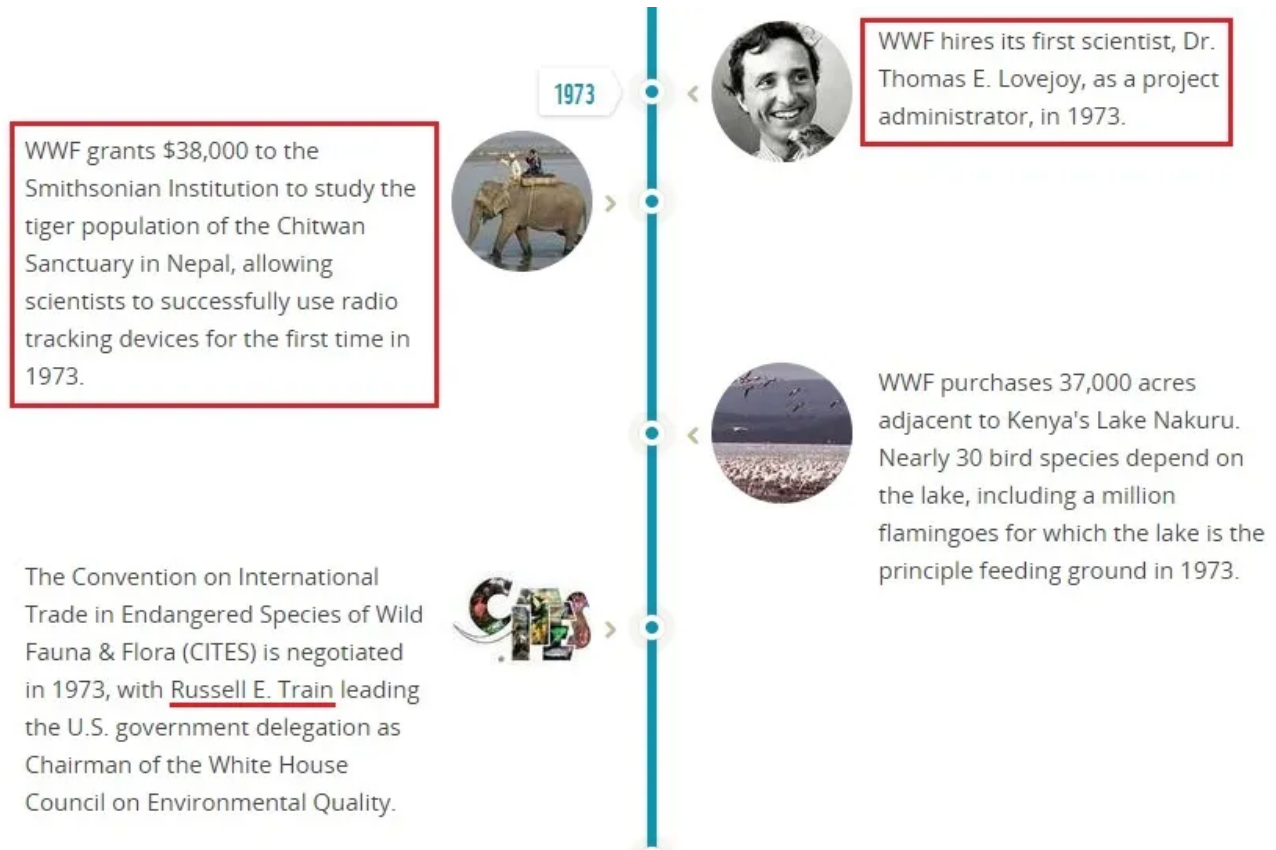 1973
WWF hires its first scientist, Dr.
Thomas E. Lovejoy, as a project
administrator, in 1973.
WWF grants $38,000 to the
Smithsonian Institution to study the
tiger population of the Chitwan
Sanctuary in Nepal, allowing
scientists to successfully use radio
tracking devices for the first time in
1973.
WWF purchases 37,000 acres
adjacent to Kenya's Lake Nakuru.
Nearly 30 bird species depend on
the lake, including a million
flamingoes for which the lake is the
principle feeding ground in 1973.
The Convention on International
Trade in Endangered Species of Wild
Fauna & Flora (CITES) is negotiated
in 1973, with Russell E. Train leading
the U.S. government delegation as
Chairman of the White House
Council on Environmental Quality.
CITES